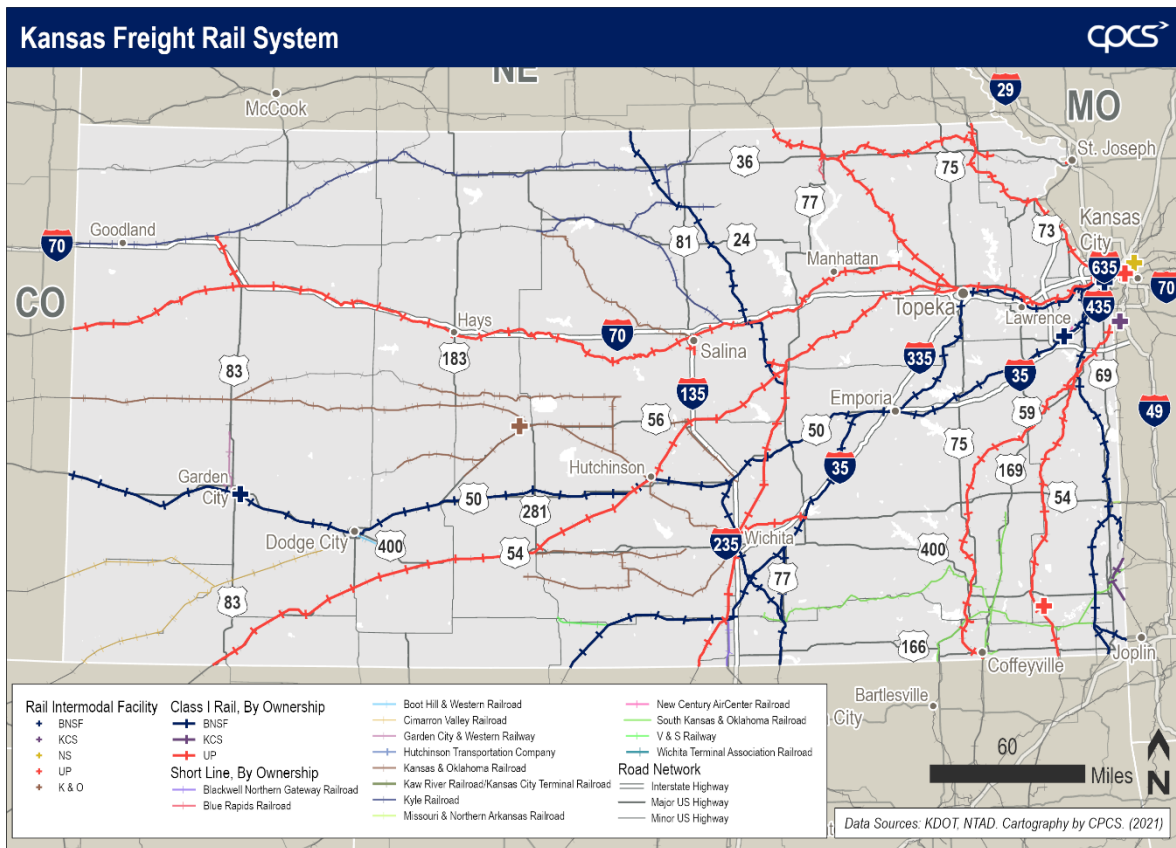 Kansas Freight Rail System
cpcs
NE
McCook
29
MO
36
75
St. Joseph
77
Kansas
City
Goodland
73
70
81
24
635
Manhattan
70
CO
Topeka
435
Lawrence
Hays
70
Salina
183
335
83
35
69
135
Emporia
59
49
56
50
75
Hutchinson
169
35
Garden
City
54
50
281
Dodge City
400
54
235
Wichita
400
77
83
166
Joplin
Coffeyville
Bartlesville
City
Rail Intermodal Facility
BNSF
KCS
NS
UP
K & O
Class I Rail, By Ownership
BNSF
KCS
UP
Short Line, By Ownership
Blackwell Northern Gateway Railroad
Blue Rapids Railroad
Boot Hill & Western Railroad
Cimarron Valley Railroad
Garden City & Western Railway
Hutchinson Transportation Company
Kansas & Oklahoma Railroad
Kaw River Railroad/Kansas City Terminal Railroad
Kyle Railroad
Missouri & Northern Arkansas Railroad
New Century AirCenter Railroad
South Kansas & Oklahoma Railroad
V & S Railway
Wichita Terminal Association Railroad
Road Network
Interstate Highway
Major US Highway
Minor US Highway
60
Miles
N
Data Sources: KDOT, NTAD. Cartography by CPCS. (2021)